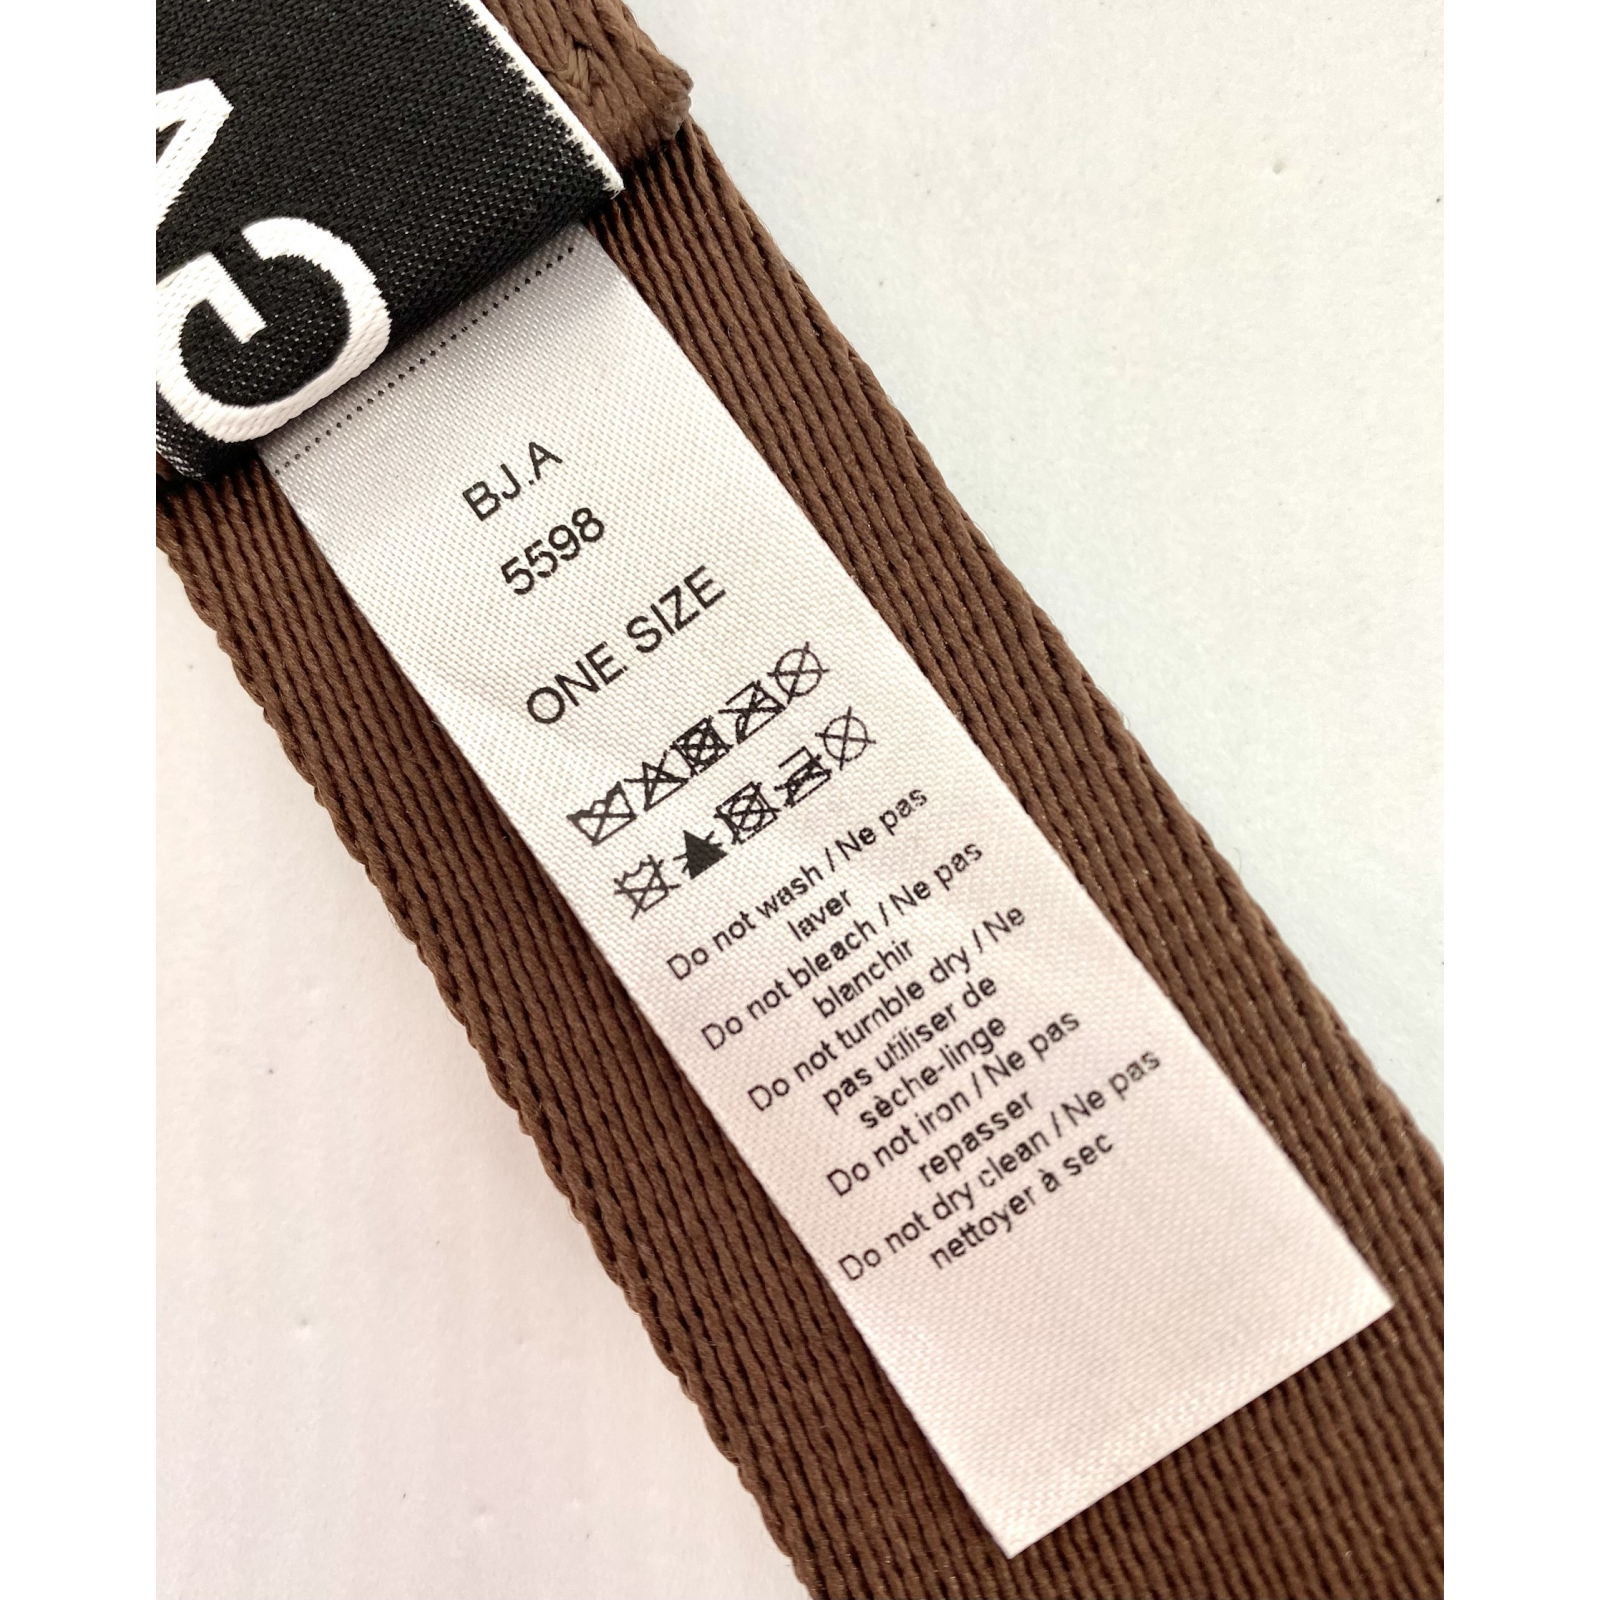 AG
BJ.A
5598
ONE SIZE
Do not wash / Ne pas
laver
Do not bleach / Ne pas
blanchir
Do not tumble dry / Ne
pas utiliser de
sèche-linge
Do not iron / Ne pas
repasser
Do not dry clean / Ne pas
nettoyer à sec